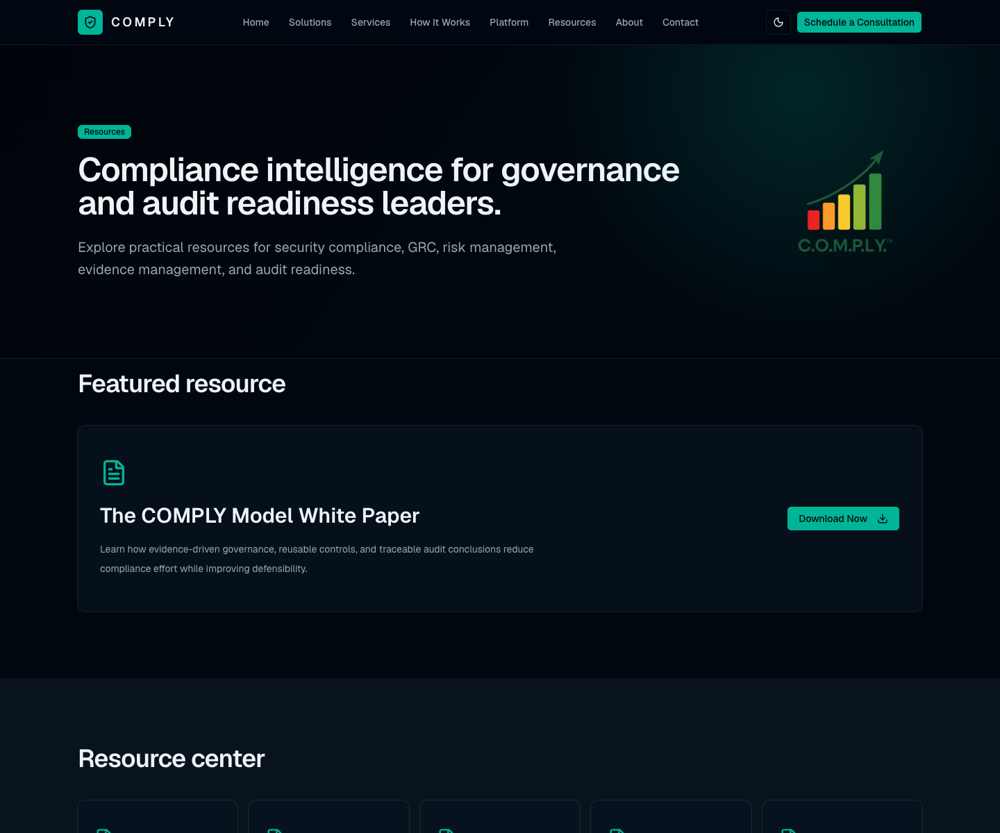 COMPLY
Home
Solutions
Services
How It Works
Platform
Resources
About
Contact
Schedule a Consultation
Resources
Compliance intelligence for governance
and audit readiness leaders.
Explore practical resources for security compliance, GRC, risk management,
evidence management, and audit readiness.
C.O.M.P.L.Y.™
Featured resource
The COMPLY Model White Paper
Learn how evidence-driven governance, reusable controls, and traceable audit conclusions reduce
compliance effort while improving defensibility.
Download Now
Resource center